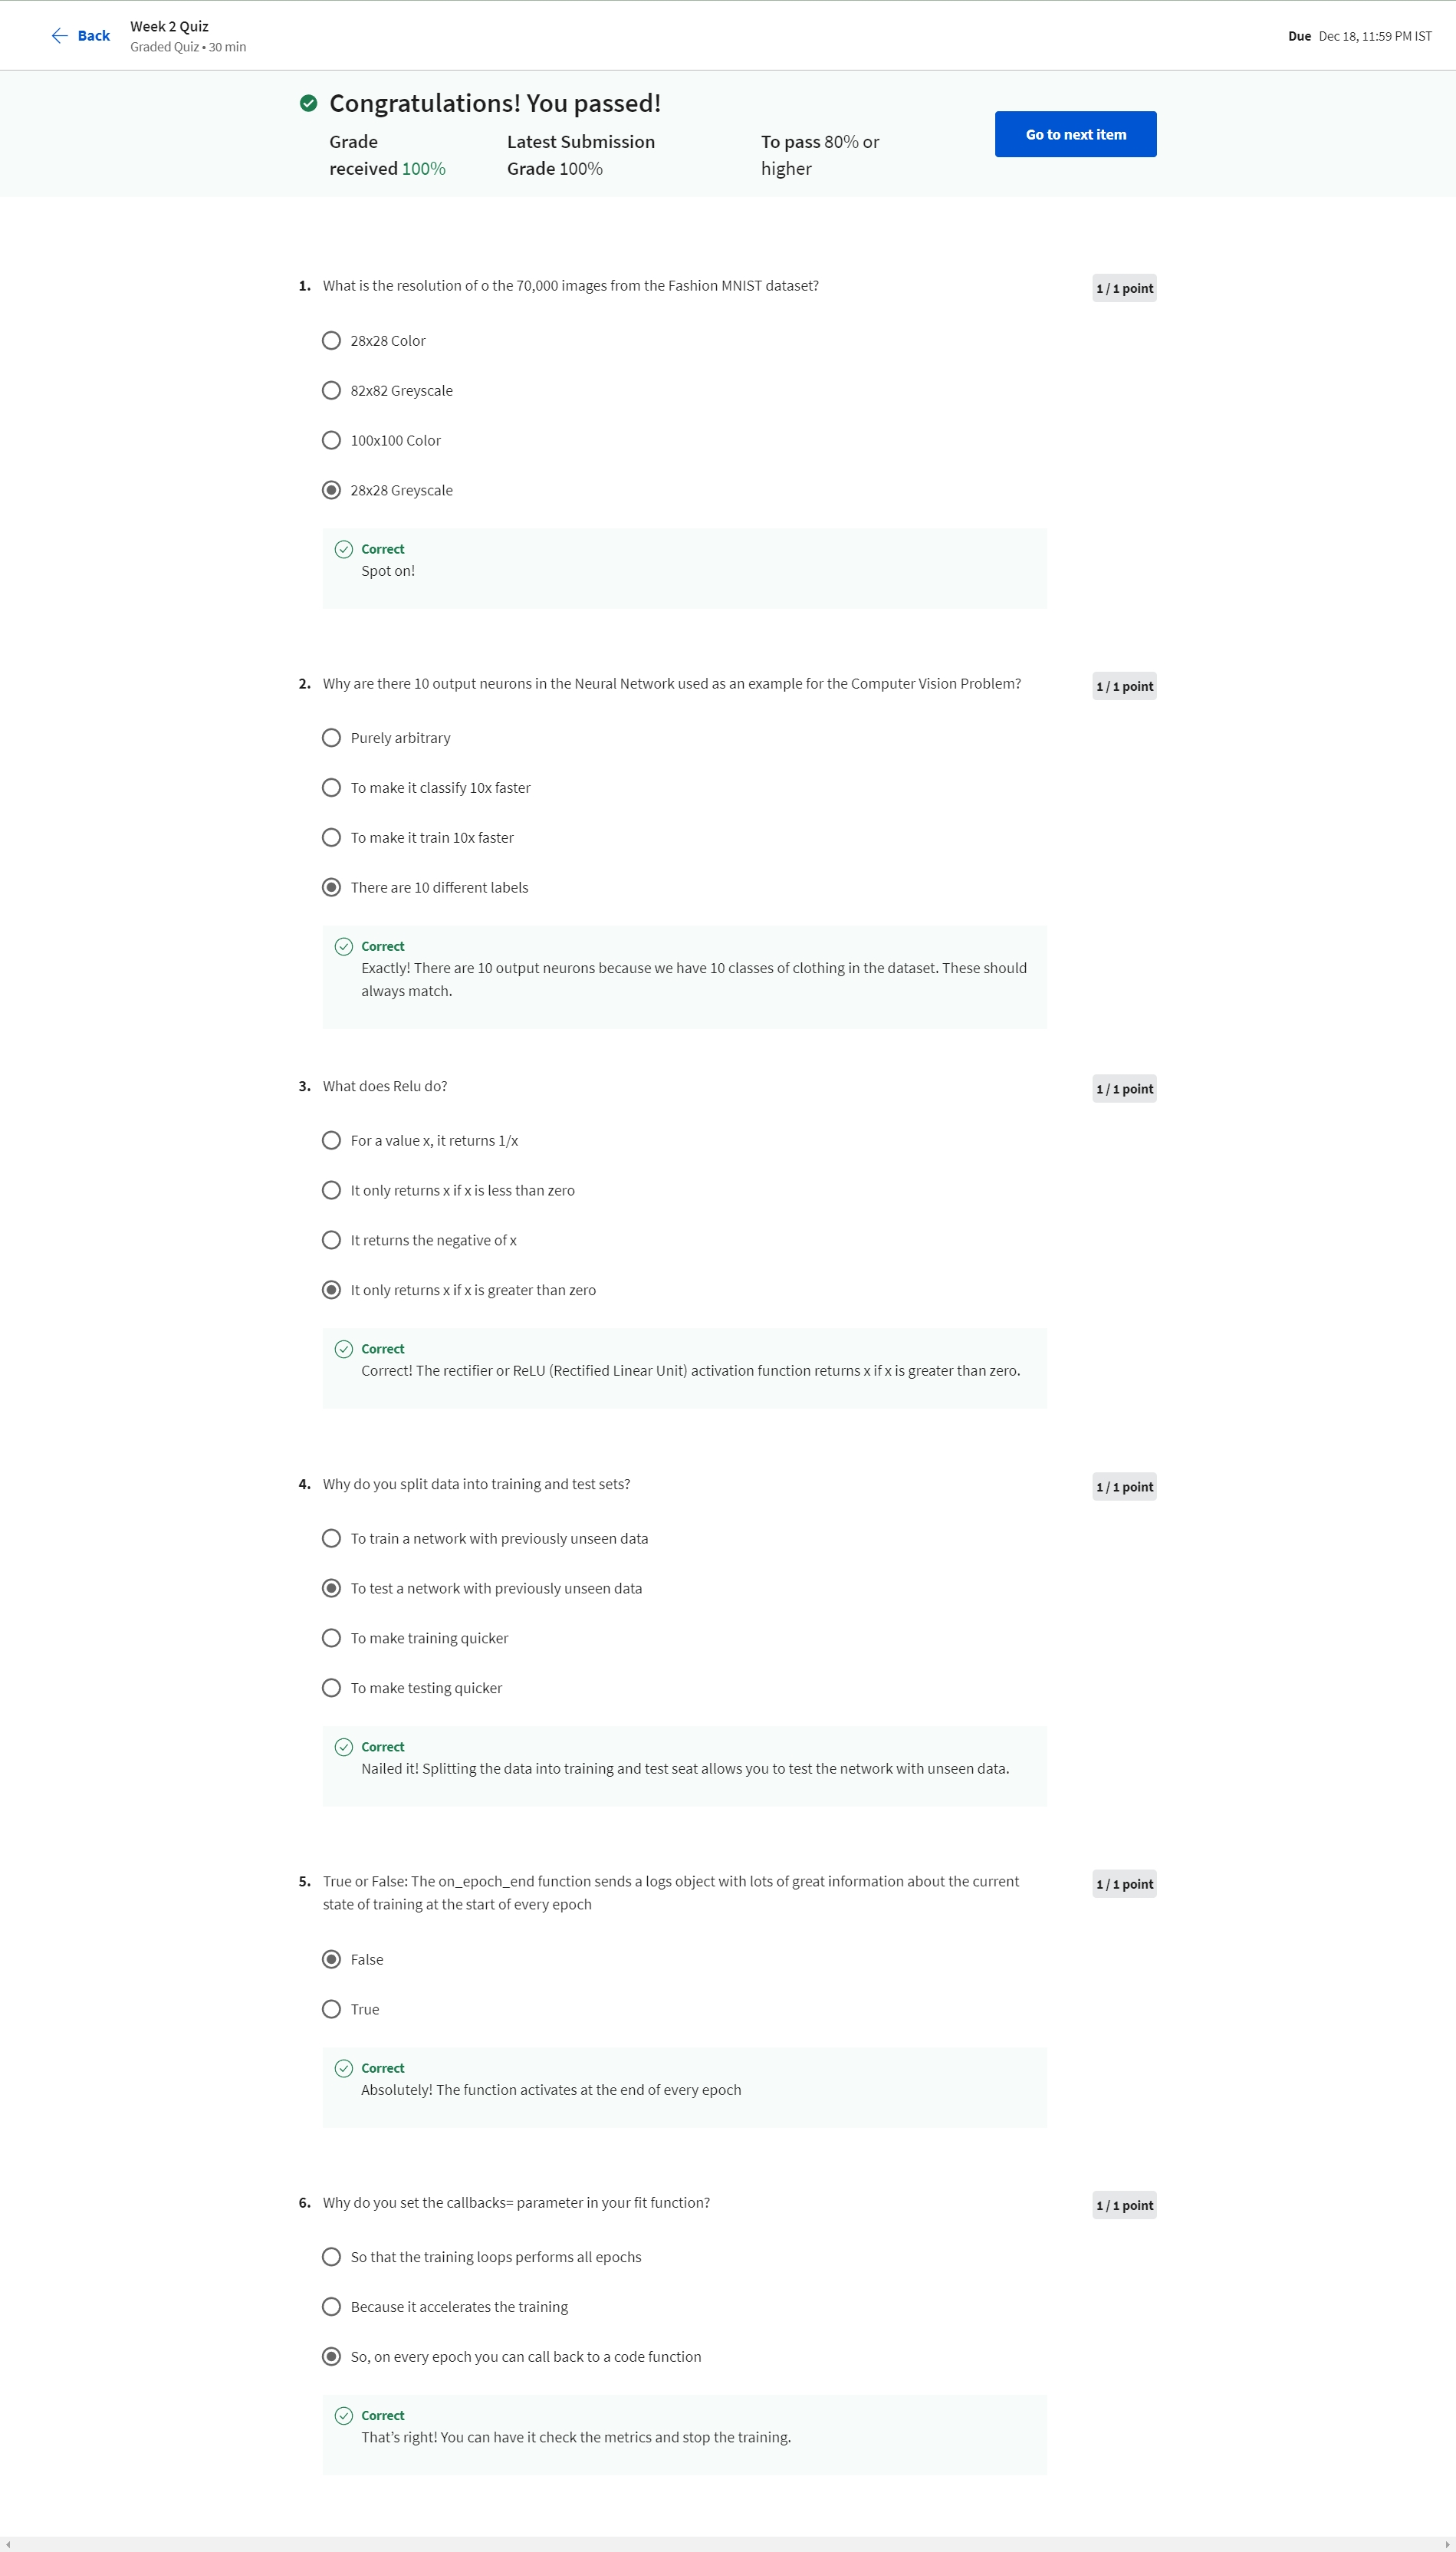 Back
Week 2 Quiz
Graded Quiz • 30 min
Due Dec 18, 11:59 PM IST
Congratulations! You passed!
Grade
received 100%
Latest Submission
Grade 100%
To pass 80% or
higher
Go to next item
1. What is the resolution of o the 70,000 images from the Fashion MNIST dataset?
1 / 1 point
28x28 Color
82x82 Greyscale
100x100 Color
28x28 Greyscale
Correct
Spot on!
2. Why are there 10 output neurons in the Neural Network used as an example for the Computer Vision Problem?
1 / 1 point
Purely arbitrary
To make it classify 10x faster
To make it train 10x faster
There are 10 different labels
Correct
Exactly! There are 10 output neurons because we have 10 classes of clothing in the dataset. These should
always match.
3. What does Relu do?
1 / 1 point
For a value x, it returns 1/x
It only returns x if x is less than zero
It returns the negative of x
It only returns x if x is greater than zero
Correct
Correct! The rectifier or ReLU (Rectified Linear Unit) activation function returns x if x is greater than zero.
4. Why do you split data into training and test sets?
1 / 1 point
To train a network with previously unseen data
To test a network with previously unseen data
To make training quicker
To make testing quicker
Correct
Nailed it! Splitting the data into training and test seat allows you to test the network with unseen data.
5. True or False: The on_epoch_end function sends a logs object with lots of great information about the current
state of training at the start of every epoch
1 / 1 point
False
True
Correct
Absolutely! The function activates at the end of every epoch
6. Why do you set the callbacks= parameter in your fit function?
1 / 1 point
So that the training loops performs all epochs
Because it accelerates the training
So, on every epoch you can call back to a code function
Correct
That’s right! You can have it check the metrics and stop the training.